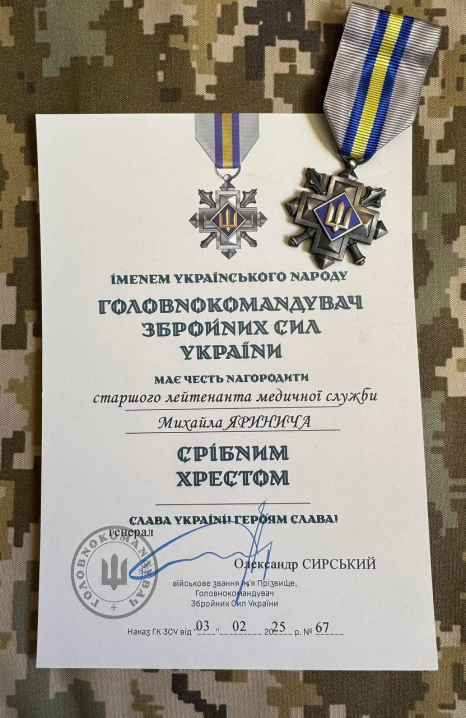 ІМЕНЕМ УКРАЇНСЬКОГО НАРОДУ
ГОЛОВНОКОМАНДУВАЧ
ЗБРОЙНИХ СИЛ
УКРАЇНИ
МАЄ ЧЕСТЬ НАГОРОДИТИ
старшого лейтенанта медичної служби
Михайла ЯРИНИЧА
СРІБНИМ
ХРЕСТОМ
СЛАВА УКРАЇНІ! ГЕРОЯМ СЛАВА!
Генерал
ГОЛОВНОКОМАНДУВАЧ
Олександр СИРСЬКИЙ
військове звання Ім'я Прізвище,
Головнокомандувач
Збройних Сил України
Наказ ГК ЗСУ від "03" 02 2025 р. № 67